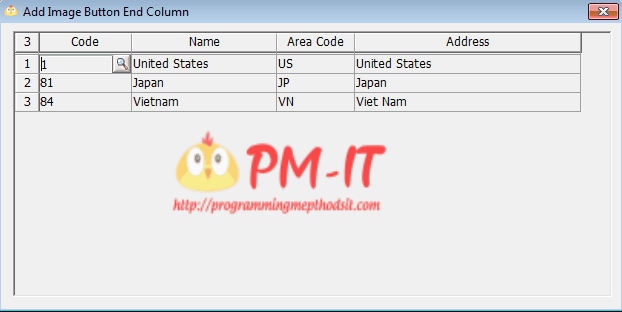 Add Image Button End Column
3 Code Name Area Code Address
1 1 United States US United States
2 81 Japan JP Japan
3 84 Vietnam VN Viet Nam
PM-IT
http://programmingmepthodsit.com